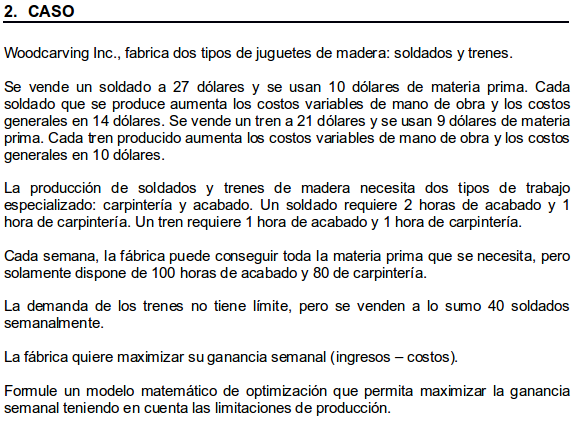 2. CASO
Woodcarving Inc., fabrica dos tipos de juguetes de madera: soldados y trenes.
Se vende un soldado a 27 dólares y se usan 10 dólares de materia prima. Cada
soldado que se produce aumenta los costos variables de mano de obra y los costos
generales en 14 dólares. Se vende un tren a 21 dólares y se usan 9 dólares de materia
prima. Cada tren producido aumenta los costos variables de mano de obra y los costos
generales en 10 dólares.
La producción de soldados y trenes de madera necesita dos tipos de trabajo
especializado: carpintería y acabado. Un soldado requiere 2 horas de acabado y 1
hora de carpintería. Un tren requiere 1 hora de acabado y 1 hora de carpintería.
Cada semana, la fábrica puede conseguir toda la materia prima que se necesita, pero
solamente dispone de 100 horas de acabado y 80 de carpintería.
La demanda de los trenes no tiene límite, pero se venden a lo sumo 40 soldados
semanalmente.
La fábrica quiere maximizar su ganancia semanal (ingresos – costos).
Formule un modelo matemático de optimización que permita maximizar la ganancia
semanal teniendo en cuenta las limitaciones de producción.